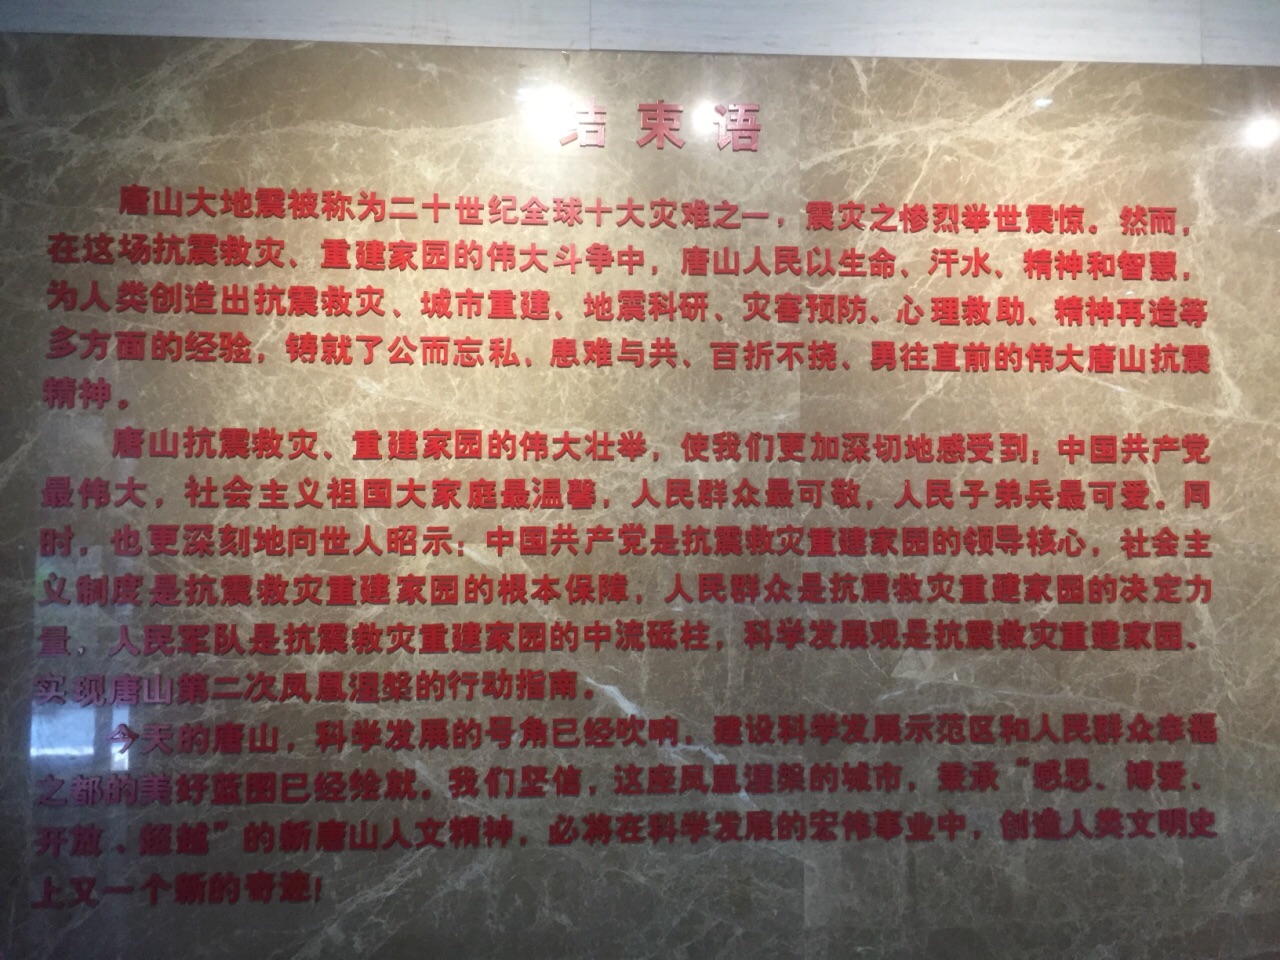 结束语
唐山大地震被称为二十世纪全球十大灾难之一，震灾之惨烈举世震惊。然而，
在这场抗震救灾、重建家园的伟大斗争中，唐山人民以生命、汗水、精神和智慧，
为人类创造出抗震救灾、城市重建、地震科研、灾害预防、心理救助、精神再造等
多方面的经验，铸就了公而忘私、患难与共、百折不挠、勇往直前的伟大唐山抗震
精神。
唐山抗震救灾、重建家园的伟大壮举，使我们更加深切地感受到：中国共产党
最伟大，社会主义祖国大家庭最温馨，人民群众最可敬，人民子弟兵最可爱。同
时，也更深刻地向世人昭示：中国共产党是抗震救灾重建家园的领导核心，社会主
义制度是抗震救灾重建家园的根本保障，人民群众是抗震救灾重建家园的决定力
量，人民军队是抗震救灾重建家园的中流砥柱，科学发展观是抗震救灾重建家园、
实现唐山第二次凤凰涅槃的行动指南。
今天的唐山，科学发展的号角已经吹响，建设科学发展示范区和人民群众幸福
之都的美好蓝图已经绘就。我们坚信，这座凤凰涅槃的城市，秉承“感恩、博爱、
开放、超越”的新唐山人文精神，必将在科学发展的宏伟事业中，创造人类文明史
上又一个新的奇迹！